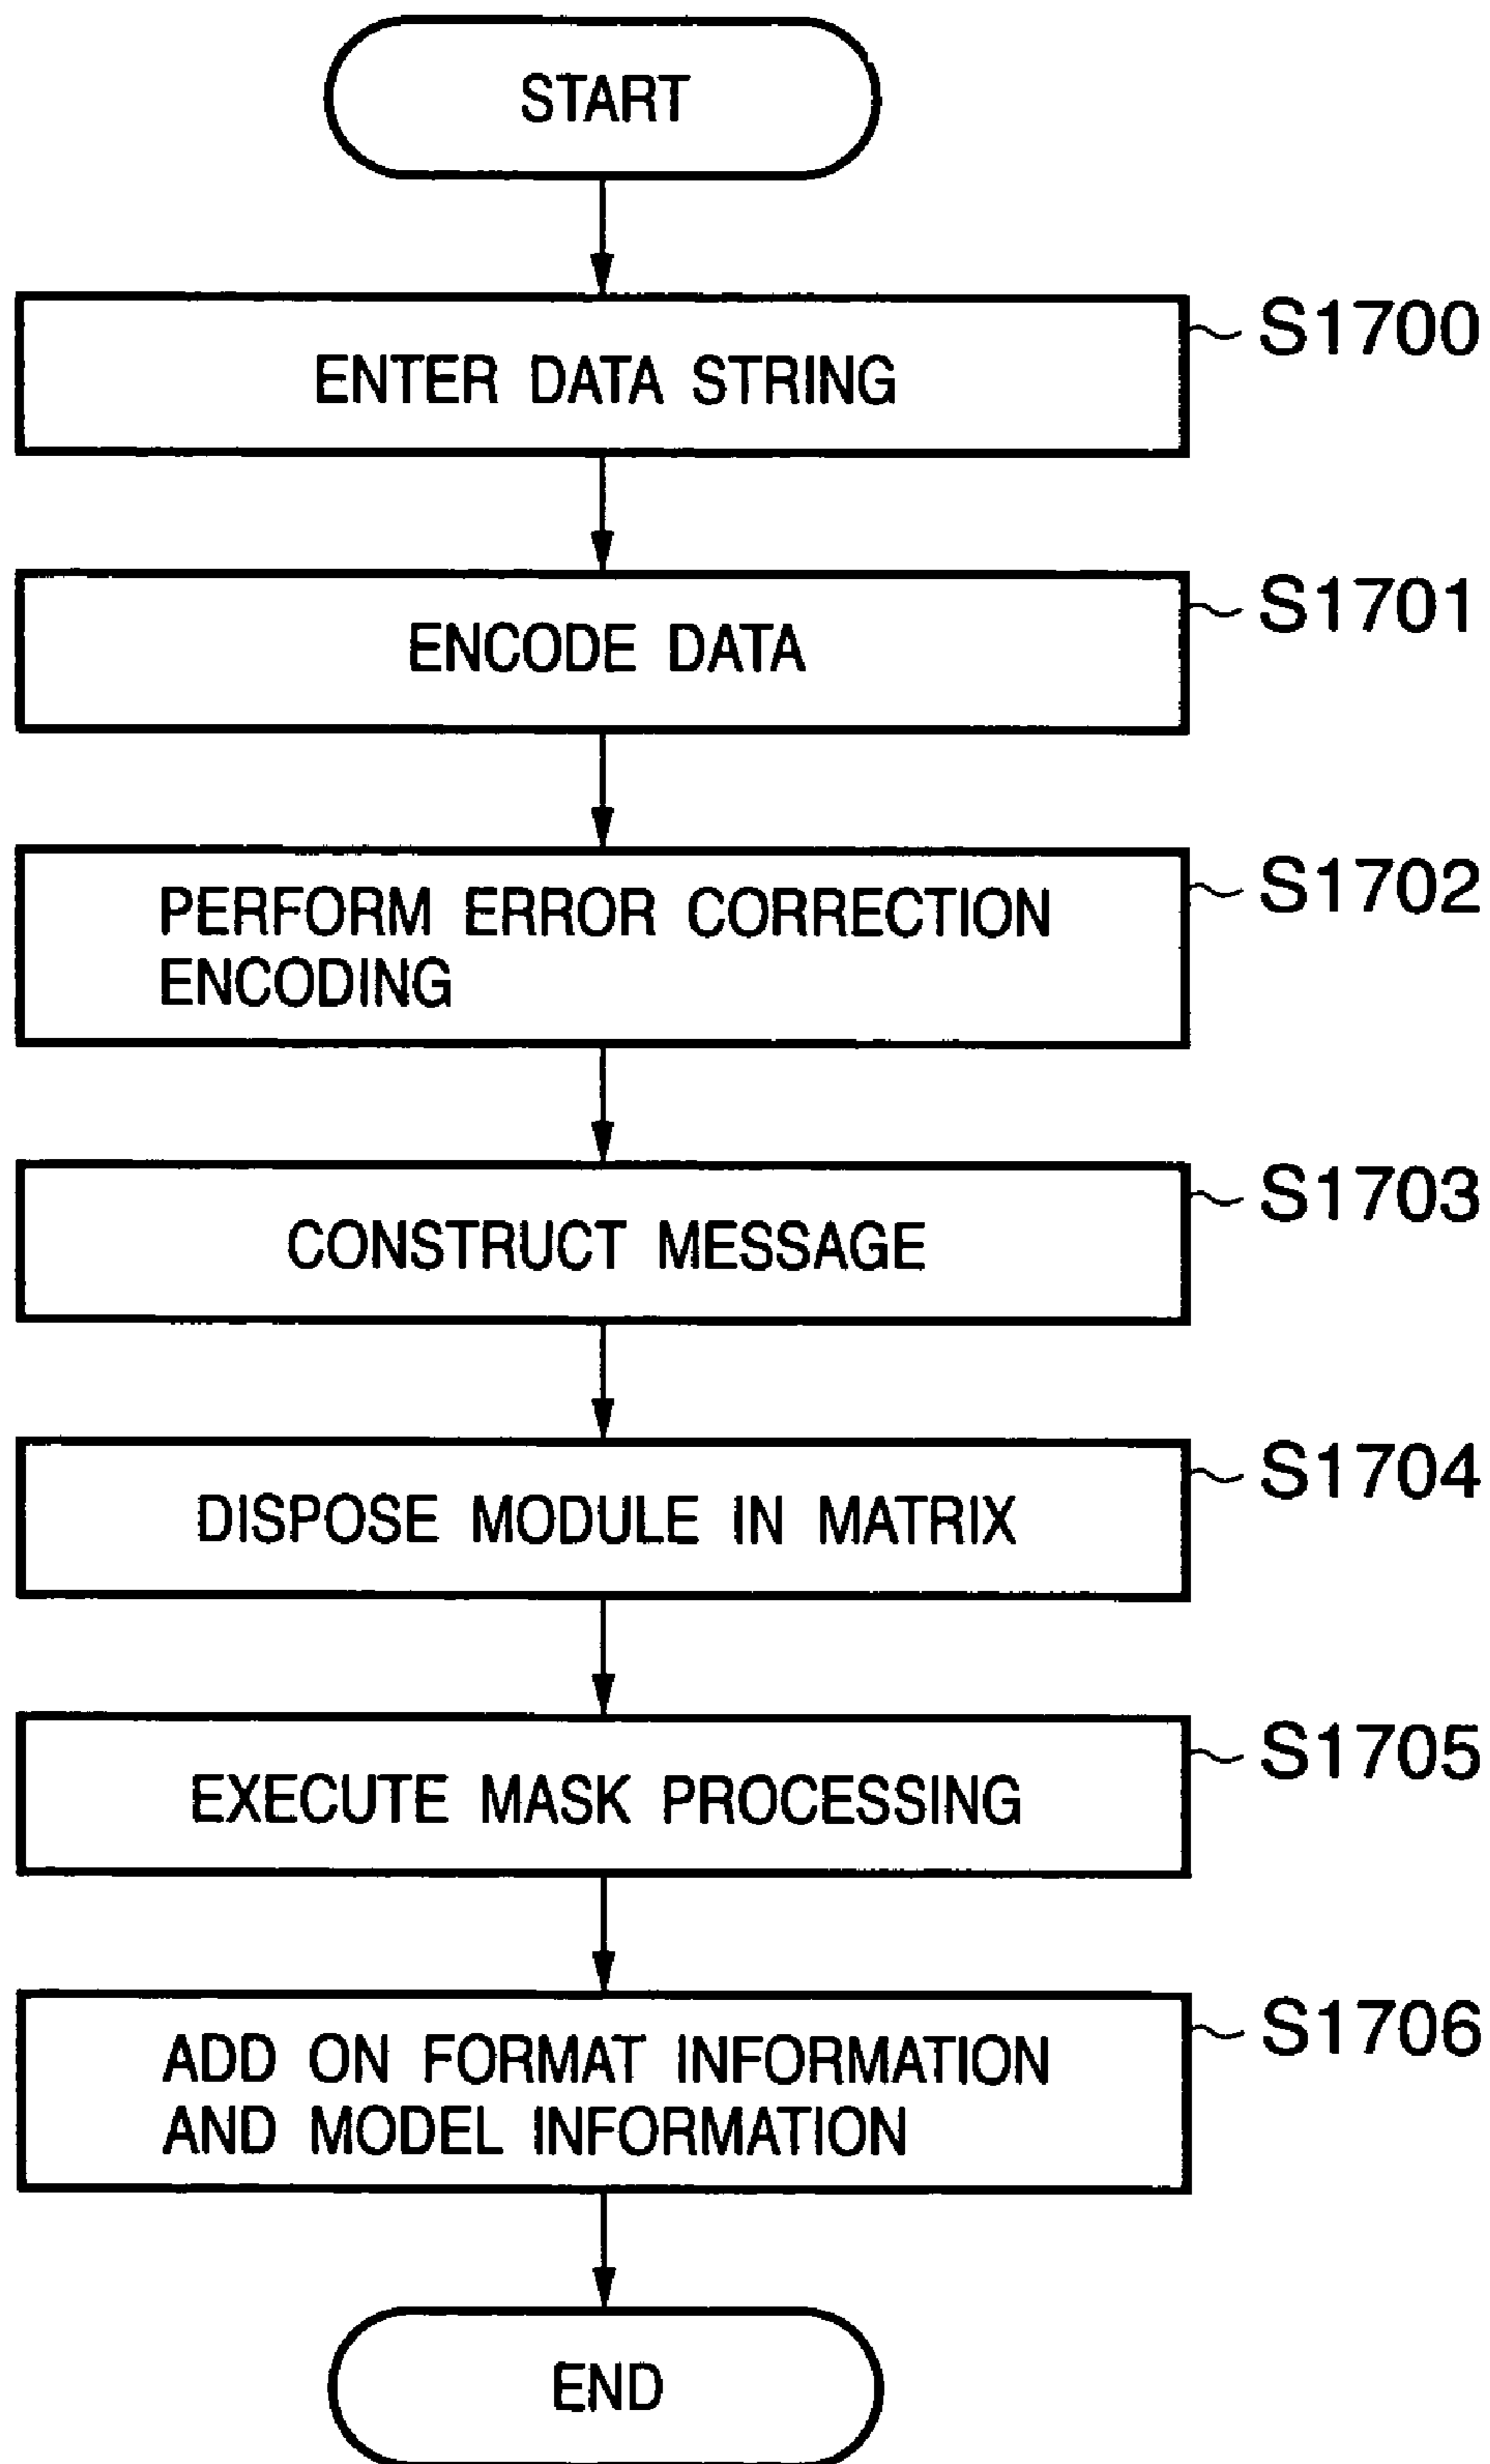 START
ENTER DATA STRING
S1700
ENCODE DATA
S1701
PERFORM ERROR CORRECTION
ENCODING
S1702
CONSTRUCT MESSAGE
S1703
DISPOSE MODULE IN MATRIX
S1704
EXECUTE MASK PROCESSING
S1705
ADD ON FORMAT INFORMATION
AND MODEL INFORMATION
S1706
END